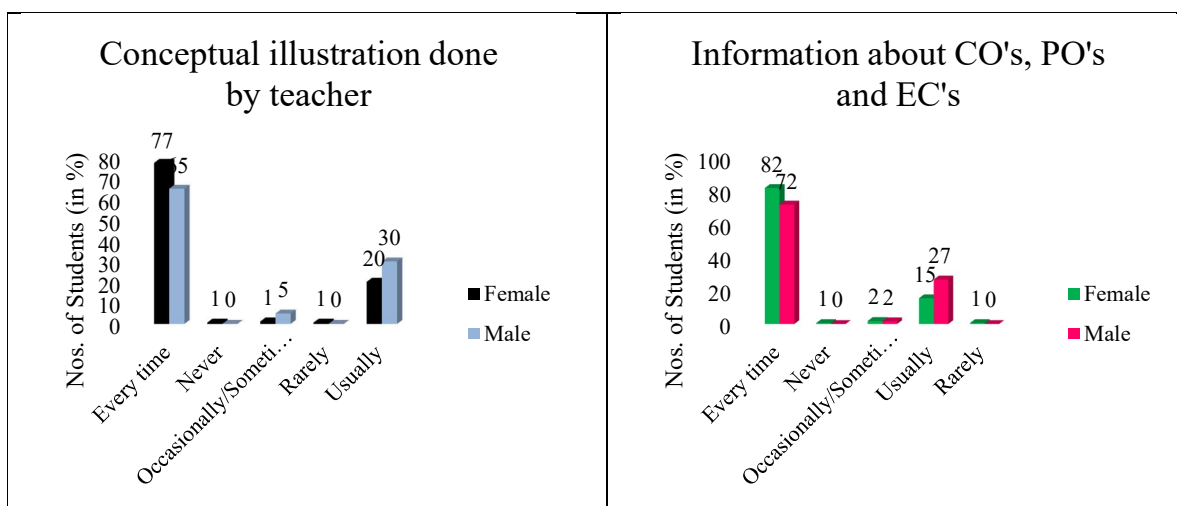 Conceptual illustration done
by teacher
Nos. of Students (in %)
80
70
60
50
40
30
20
10
0
77
65
1 0
1 5
1 0
20
30
Every time
Never
Occasionally/Someti…
Rarely
Usually
Female
Male
Information about CO's, PO's
and EC's
Nos. of Students (in %)
100
80
60
40
20
0
82
72
1 0
2 2
15
27
1 0
Every time
Never
Occasionally/Someti…
Usually
Rarely
Female
Male